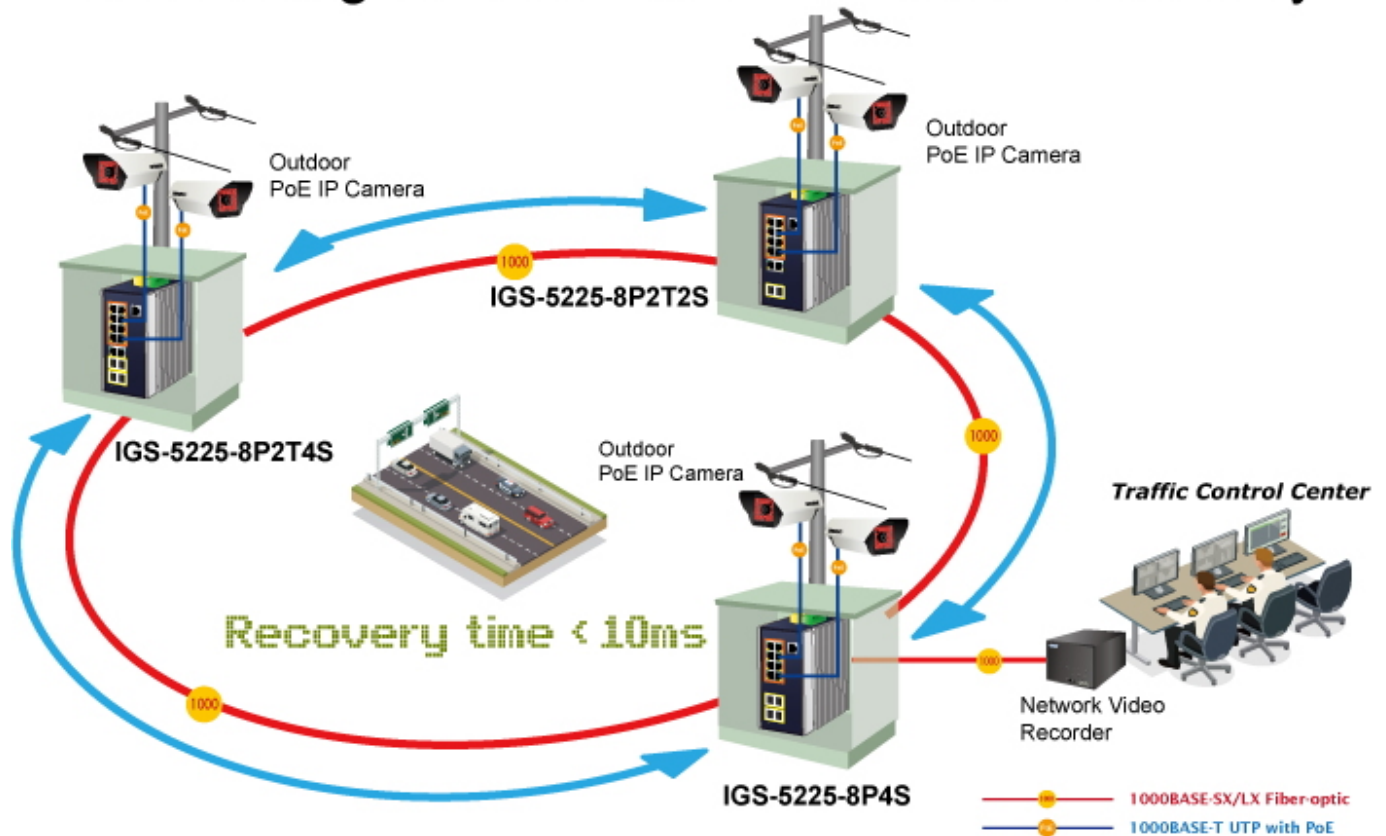 Outdoor
PoE IP Camera
Outdoor
PoE IP Camera
1000
IGS-5225-8P2T2S
IGS-5225-8P2T4S
Outdoor
PoE IP Camera
1000
Traffic Control Center
Recovery time < 10ms
1000
1000
Network Video
Recorder
IGS-5225-8P4S
1000 1000BASE-SX/LX Fiber-optic
PoE 1000BASE-T UTP with PoE